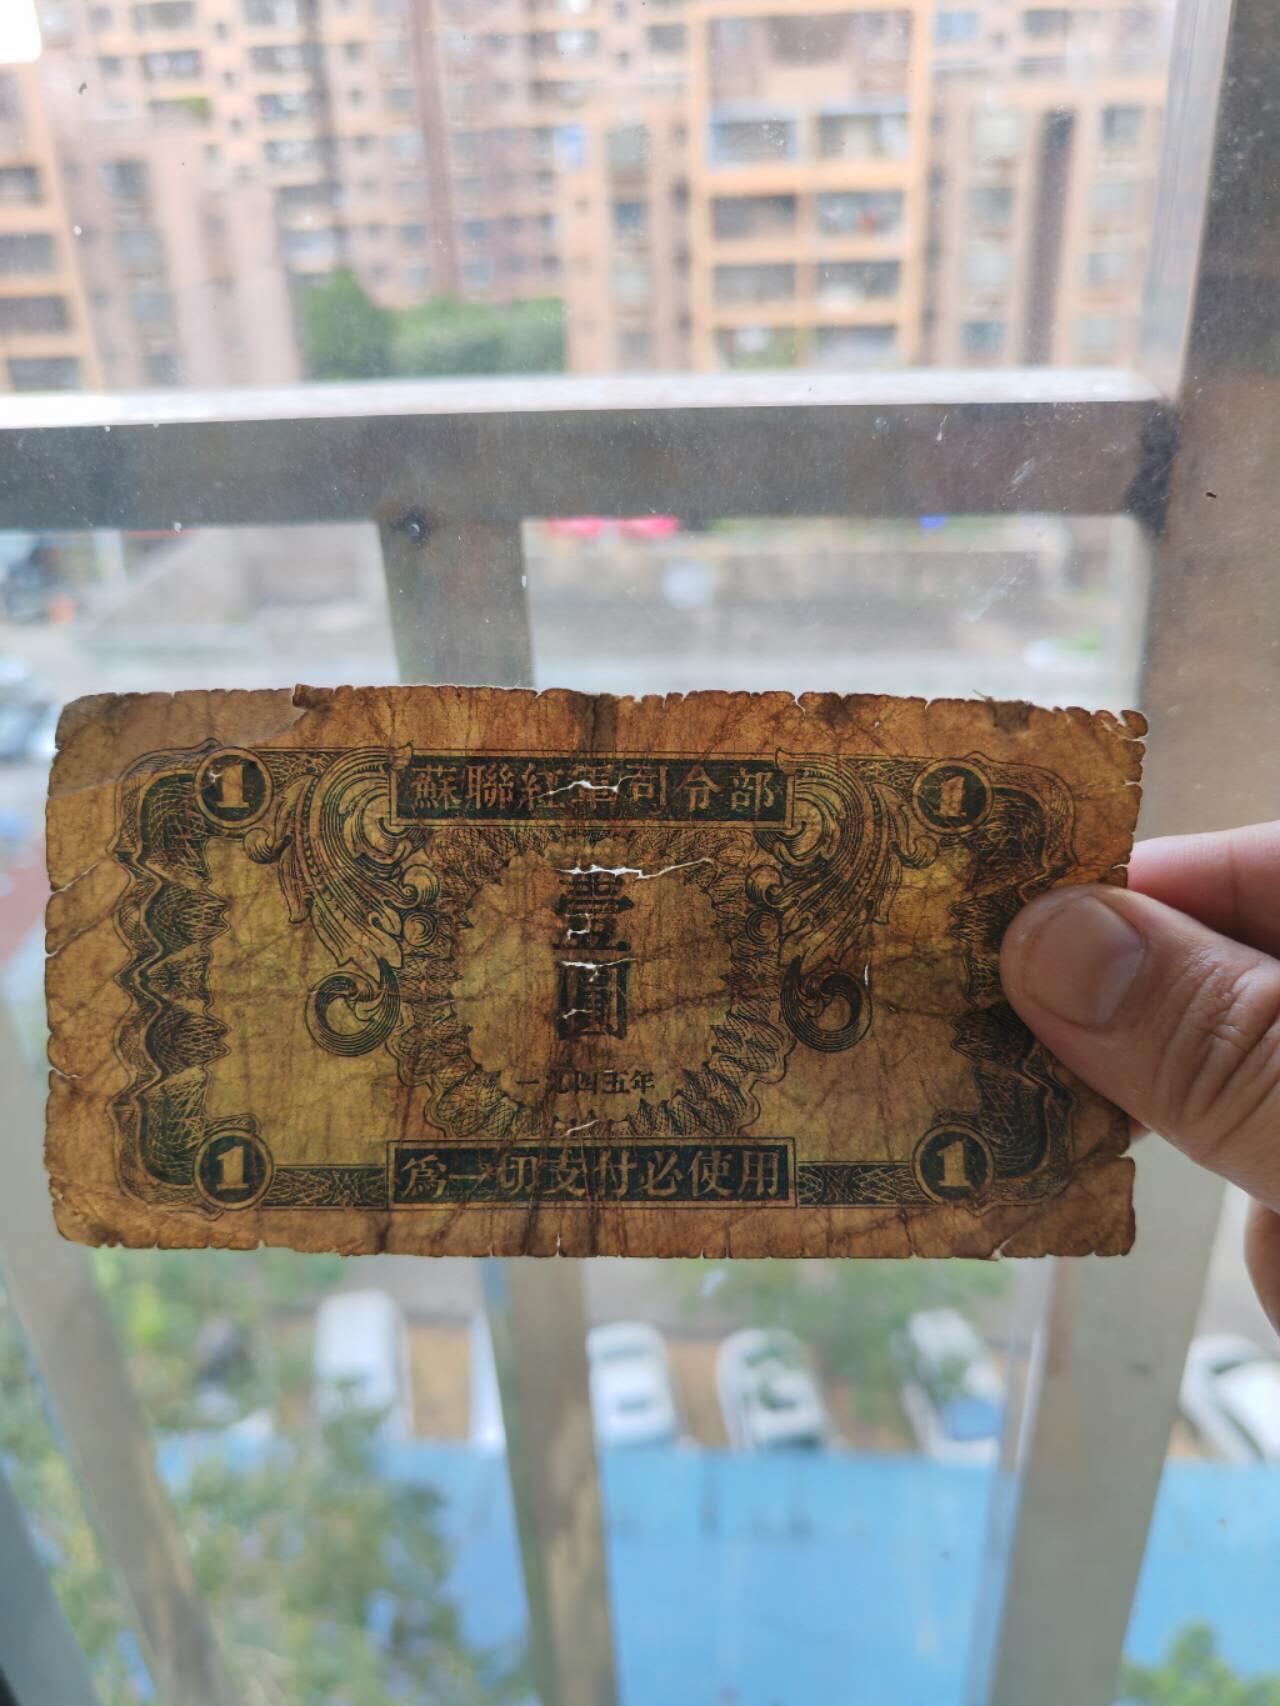 1 蘇聯紅軍司令部 1
壹
圓
一九四五年
1 爲一切支付必使用 1